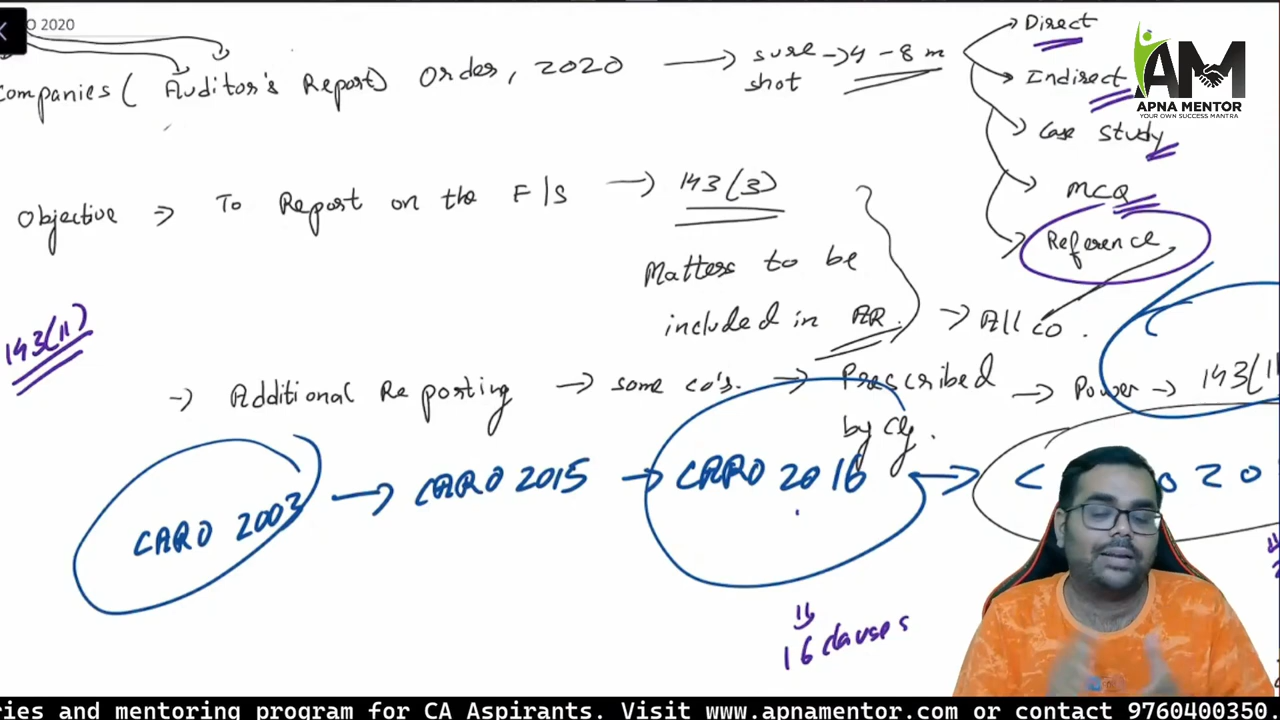 O 2020
Companies (Auditor's Report) Order, 2020 → sure shot → 4 - 8 m
Direct
Indirect
Case Study
MCQ
Reference
AM
APNA MENTOR
YOUR OWN SUCCESS MANTRA
Objective ⇒ To Report on the F/S → 143(3)
Matters to be
included in AR. → All co.
143(11)
→ Additional Reporting → some co's. → Prescribed → Power → 143(11
by CG.
CARO 2003 → CARO 2015 → CARO 2016 → C O 20
16 clauses
ries and mentoring program for CA Aspirants. Visit www.apnamentor.com or contact 9760400350